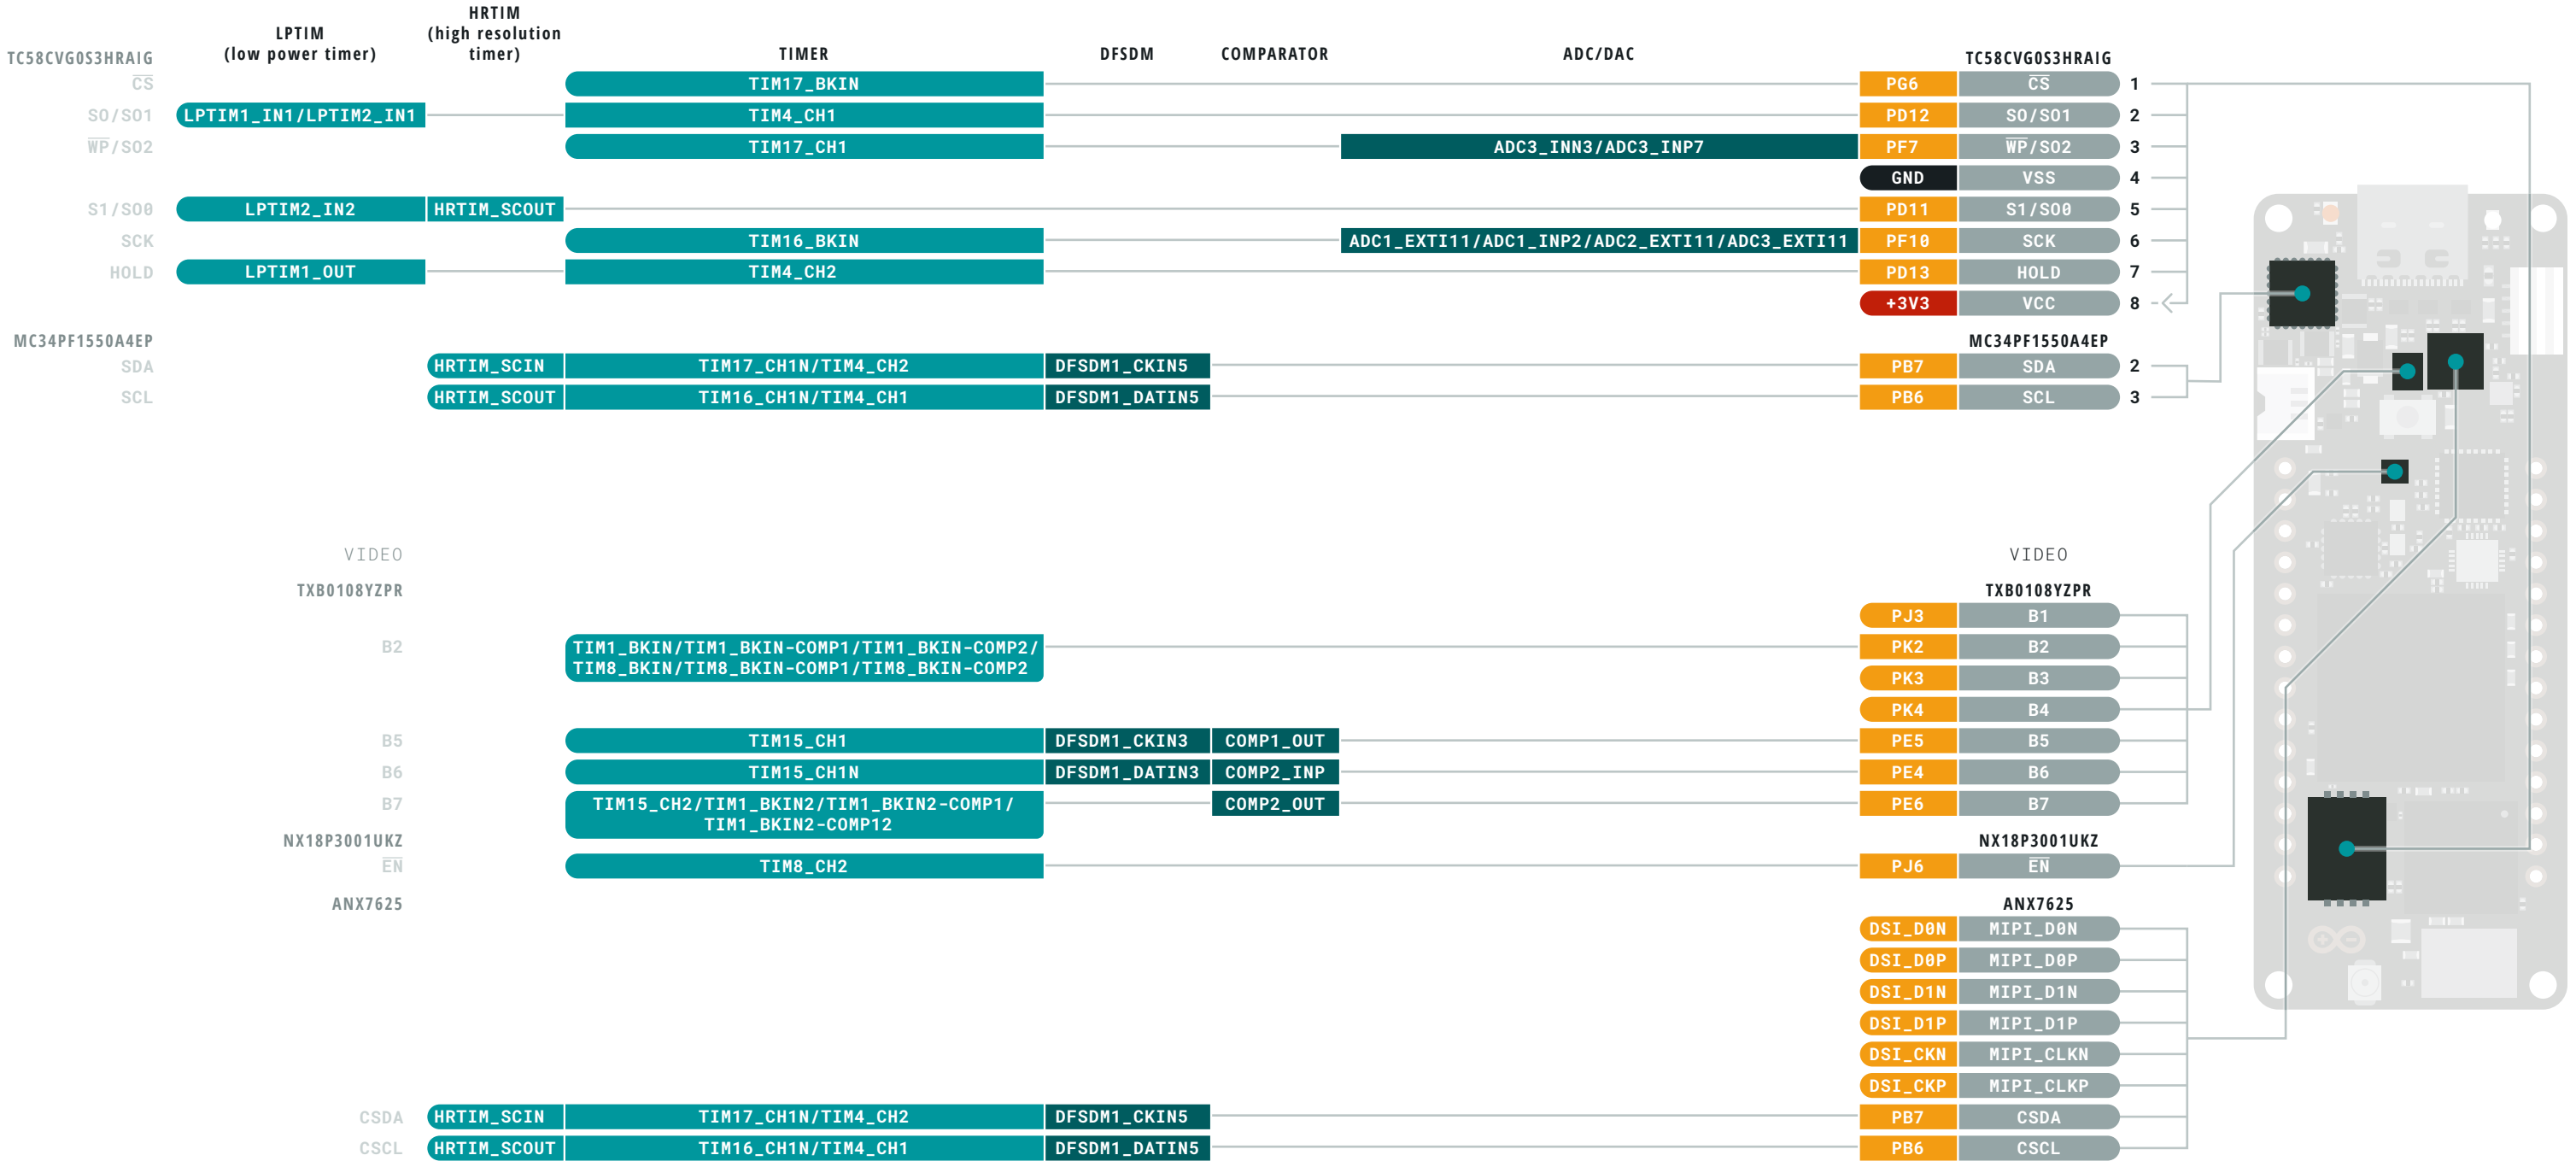 HRTIM
LPTIM (high resolution
(low power timer) timer) TIMER DFSDM COMPARATOR ADC/DAC
TC58CVG0S3HRAIG TC58CVG0S3HRAIG
CS TIM17_BKIN PG6 CS 1
SO/SO1 LPTIM1_IN1/LPTIM2_IN1 TIM4_CH1 PD12 SO/SO1 2
WP/SO2 TIM17_CH1 ADC3_INN3/ADC3_INP7 PF7 WP/SO2 3
GND VSS 4
S1/SO0 LPTIM2_IN2 HRTIM_SCOUT PD11 S1/SO0 5
SCK TIM16_BKIN ADC1_EXTI11/ADC1_INP2/ADC2_EXTI11/ADC3_EXTI11 PF10 SCK 6
HOLD LPTIM1_OUT TIM4_CH2 PD13 HOLD 7
+3V3 VCC 8
MC34PF1550A4EP MC34PF1550A4EP
SDA HRTIM_SCIN TIM17_CH1N/TIM4_CH2 DFSDM1_CKIN5 PB7 SDA 2
SCL HRTIM_SCOUT TIM16_CH1N/TIM4_CH1 DFSDM1_DATIN5 PB6 SCL 3
VIDEO VIDEO
TXB0108YZPR TXB0108YZPR
PJ3 B1
B2 TIM1_BKIN/TIM1_BKIN-COMP1/TIM1_BKIN-COMP2/ PK2 B2
TIM8_BKIN/TIM8_BKIN-COMP1/TIM8_BKIN-COMP2
PK3 B3
PK4 B4
B5 TIM15_CH1 DFSDM1_CKIN3 COMP1_OUT PE5 B5
B6 TIM15_CH1N DFSDM1_DATIN3 COMP2_INP PE4 B6
B7 TIM15_CH2/TIM1_BKIN2/TIM1_BKIN2-COMP1/ COMP2_OUT PE6 B7
TIM1_BKIN2-COMP12
NX18P3001UKZ NX18P3001UKZ
EN TIM8_CH2 PJ6 EN
ANX7625 ANX7625
DSI_D0N MIPI_D0N
DSI_D0P MIPI_D0P
DSI_D1N MIPI_D1N
DSI_D1P MIPI_D1P
DSI_CKN MIPI_CLKN
DSI_CKP MIPI_CLKP
CSDA HRTIM_SCIN TIM17_CH1N/TIM4_CH2 DFSDM1_CKIN5 PB7 CSDA
CSCL HRTIM_SCOUT TIM16_CH1N/TIM4_CH1 DFSDM1_DATIN5 PB6 CSCL